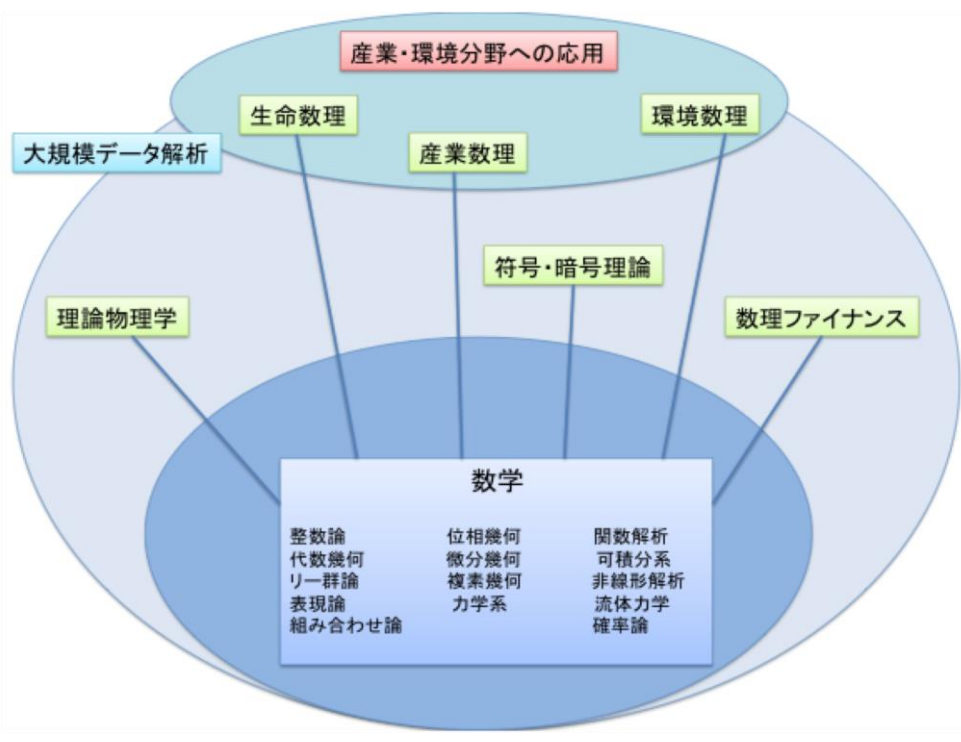 産業・環境分野への応用
生命数理
環境数理
大規模データ解析
産業数理
符号・暗号理論
理論物理学
数理ファイナンス
数学
整数論
代数幾何
リー群論
表現論
組み合わせ論
位相幾何
微分幾何
複素幾何
力学系
関数解析
可積分系
非線形解析
流体力学
確率論